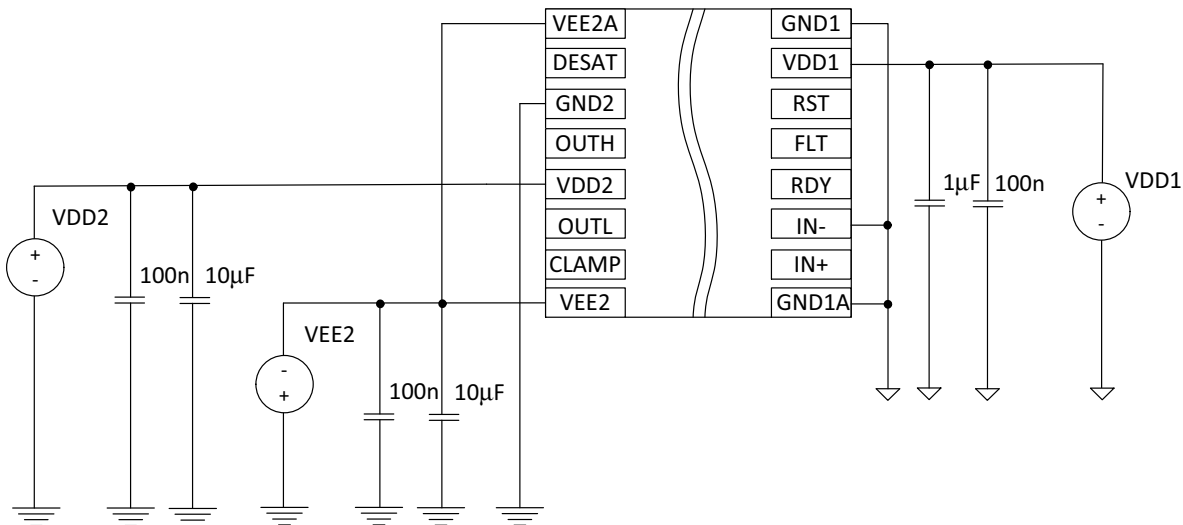 VEE2A
DESAT
GND2
OUTH
VDD2
OUTL
CLAMP
VEE2
GND1
VDD1
RST
FLT
RDY
IN-
IN+
GND1A
VDD2
+
-
100n
10μF
VEE2
-
+
100n
10μF
1μF
100n
VDD1
+
-